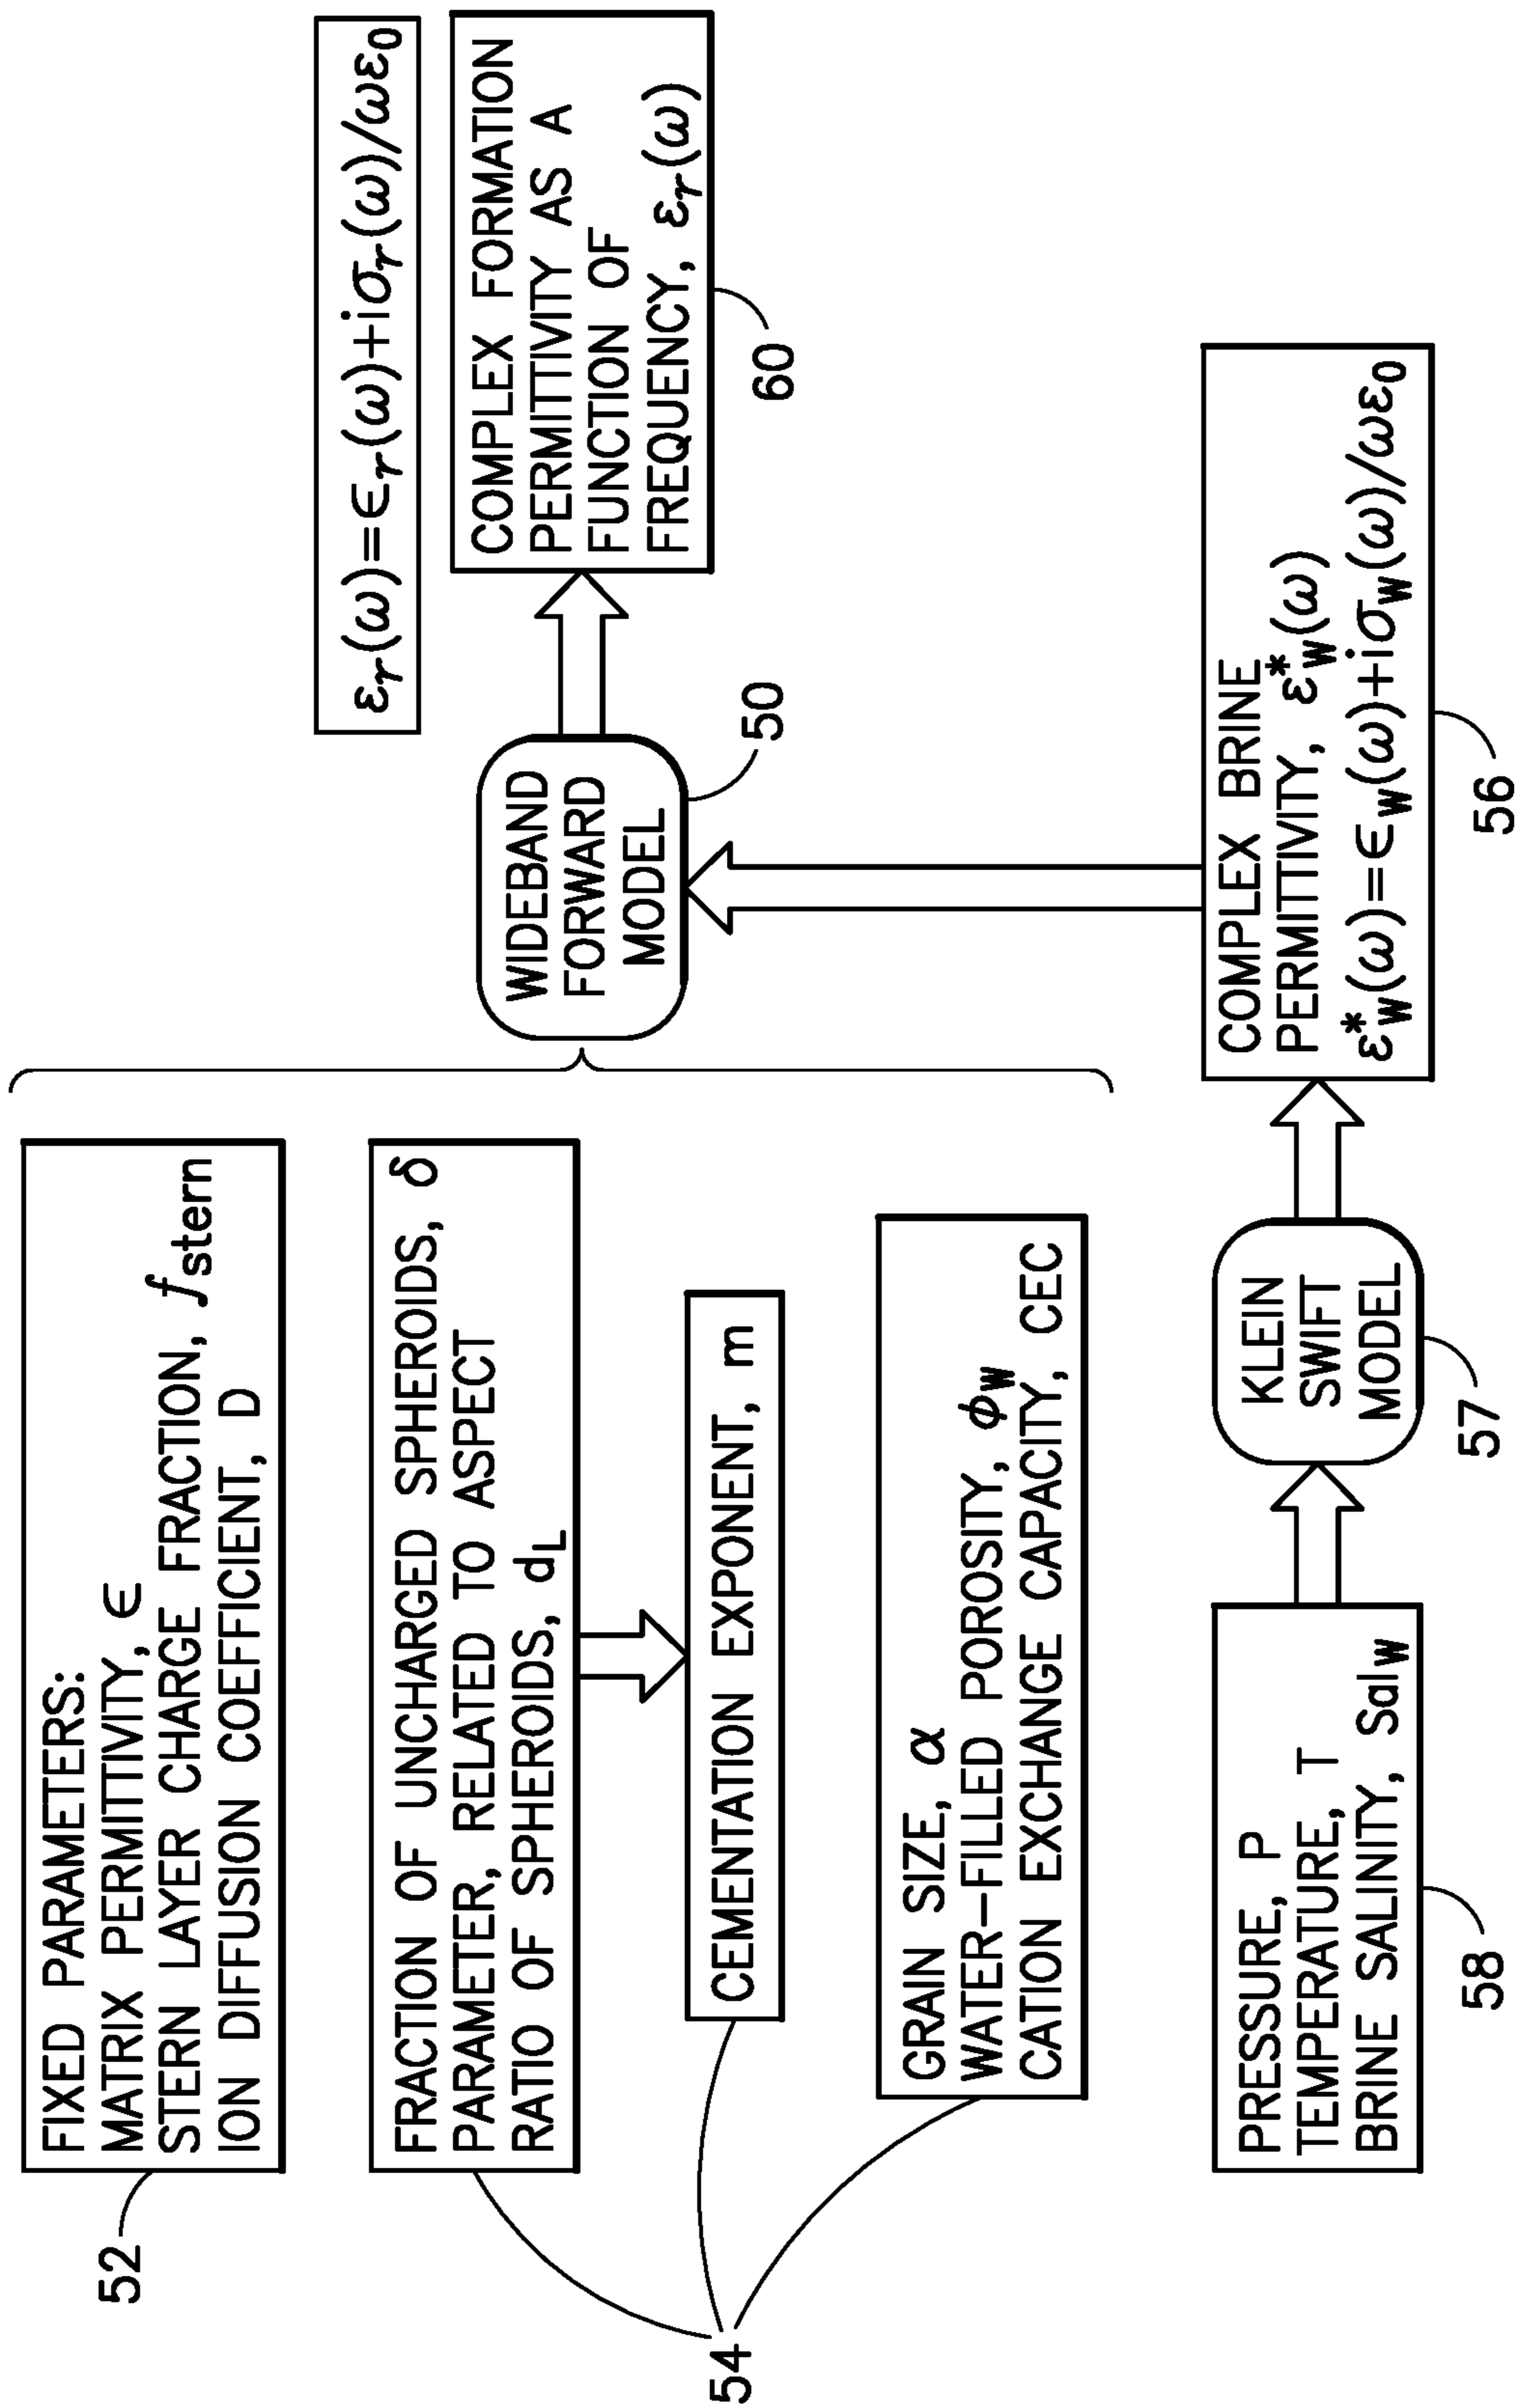 FIXED PARAMETERS:
MATRIX PERMITTIVITY, ϵ
STERN LAYER CHARGE FRACTION, fstern
ION DIFFUSION COEFFICIENT, D
52
FRACTION OF UNCHARGED SPHEROIDS, δ
PARAMETER, RELATED TO ASPECT
RATIO OF SPHEROIDS, dL
CEMENTATION EXPONENT, m
54
GRAIN SIZE, α
WATER-FILLED POROSITY, ϕW
CATION EXCHANGE CAPACITY, CEC
PRESSURE, P
TEMPERATURE, T
BRINE SALINITY, SalW
58
KLEIN
SWIFT
MODEL
57
COMPLEX BRINE
PERMITIVITY, ε*W(ω)
ε*W(ω)=ϵW(ω)+iσW(ω)/ωε0
56
WIDEBAND
FORWARD
MODEL
50
εr(ω)=ϵr(ω)+iσr(ω)/ωε0
COMPLEX FORMATION
PERMITTIVITY AS A
FUNCTION OF
FREQUENCY, εr(ω)
60